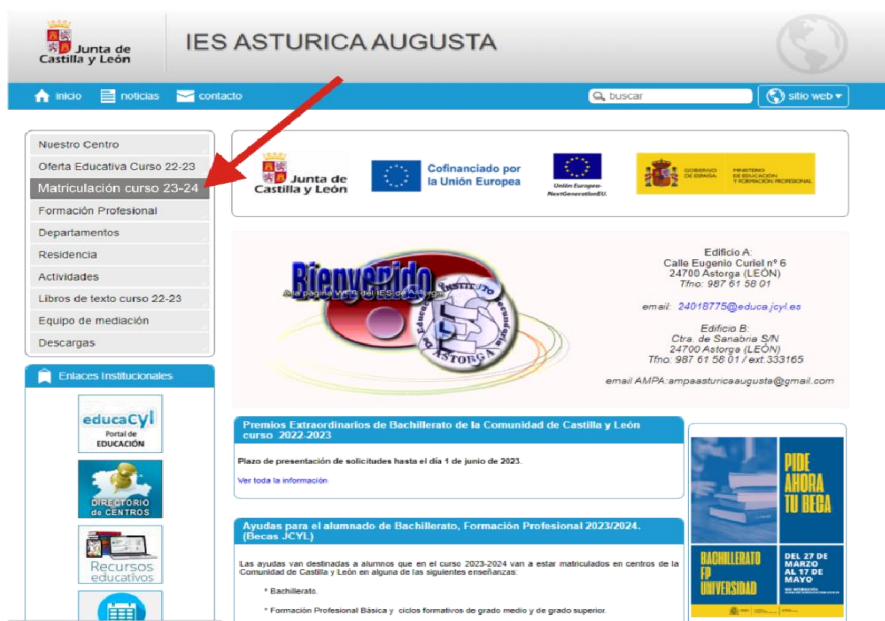 Junta de
Castilla y León
IES ASTURICA AUGUSTA
inicio
noticias
contacto
buscar
sitio web
Nuestro Centro
Oferta Educativa Curso 22-23
Matriculación curso 23-24
Formación Profesional
Departamentos
Residencia
Actividades
Libros de texto curso 22-23
Equipo de mediación
Descargas
Junta de
Castilla y León
Cofinanciado por
la Unión Europea
Unión Europea-
NextGenerationEU.
GOBIERNO
DE ESPAÑA
MINISTERIO
DE EDUCACIÓN
Y FORMACIÓN PROFESIONAL
Bienvenido
a la página WEB del IES de Astorga
INSTITUTO
ASTORGA
Edificio A:
Calle Eugenio Curiel nº 6
24700 Astorga (LEÓN)
Tfno: 987 61 58 01
email: 24018775@educa.jcyl.es
Edificio B:
Ctra. de Sanabria S/N
24700 Astorga (LEÓN)
Tfno: 987 61 58 01 / ext:333165
email AMPA:ampaasturicaaugusta@gmail.com
Enlaces Institucionales
educacyl
Portal de
EDUCACIÓN
DIRECTORIO
de CENTROS
Recursos
educativos
Premios Extraordinarios de Bachillerato de la Comunidad de Castilla y León
curso 2022-2023
Plazo de presentación de solicitudes hasta el día 1 de junio de 2023.
Ver toda la información
Ayudas para el alumnado de Bachillerato, Formación Profesional 2023/2024.
(Becas JCYL)
Las ayudas van destinadas a alumnos que en el curso 2023-2024 van a estar matriculados en centros de la
Comunidad de Castilla y León en alguna de las siguientes enseñanzas:
* Bachillerato.
* Formación Profesional Básica y ciclos formativos de grado medio y de grado superior.
PIDE
AHORA
TU BECA
BACHILLERATO
FP
UNIVERSIDAD
DEL 27 DE
MARZO
AL 17 DE
MAYO